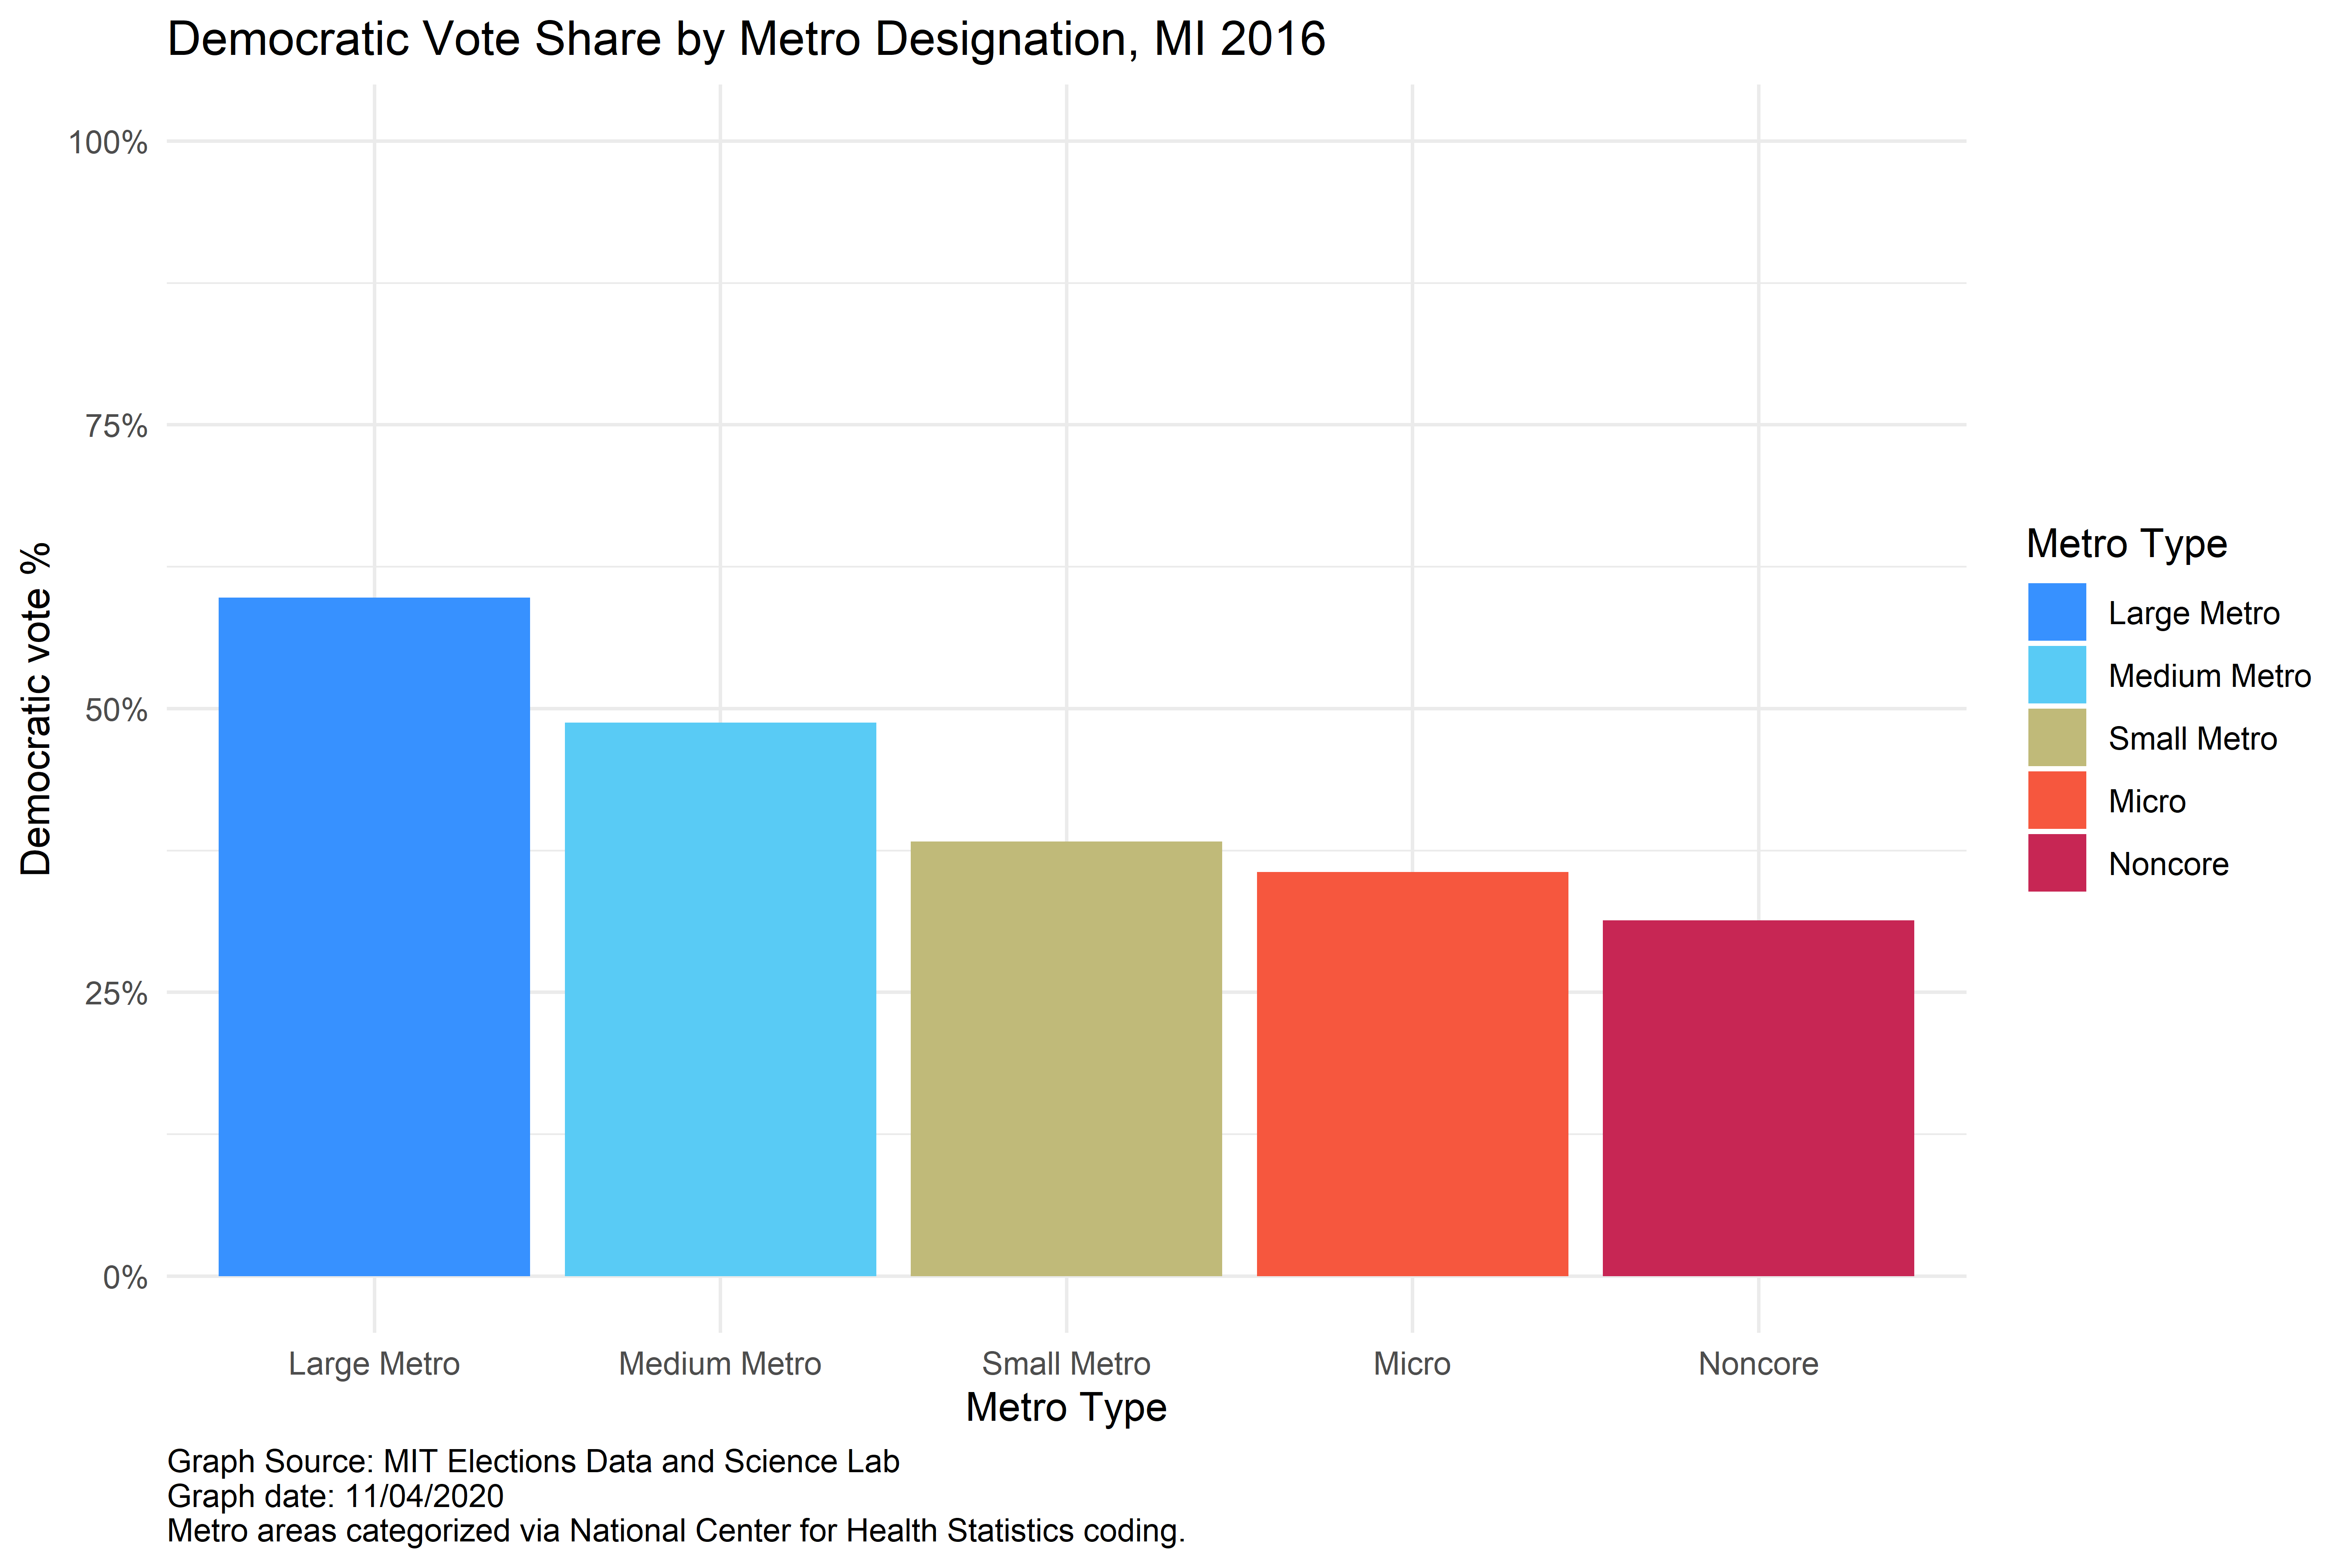 Democratic Vote Share by Metro Designation, MI 2016
100%
75%
50%
25%
0%
Democratic vote %
Large Metro
Medium Metro
Small Metro
Micro
Noncore
Metro Type
Metro Type
Large Metro
Medium Metro
Small Metro
Micro
Noncore
Graph Source: MIT Elections Data and Science Lab
Graph date: 11/04/2020
Metro areas categorized via National Center for Health Statistics coding.